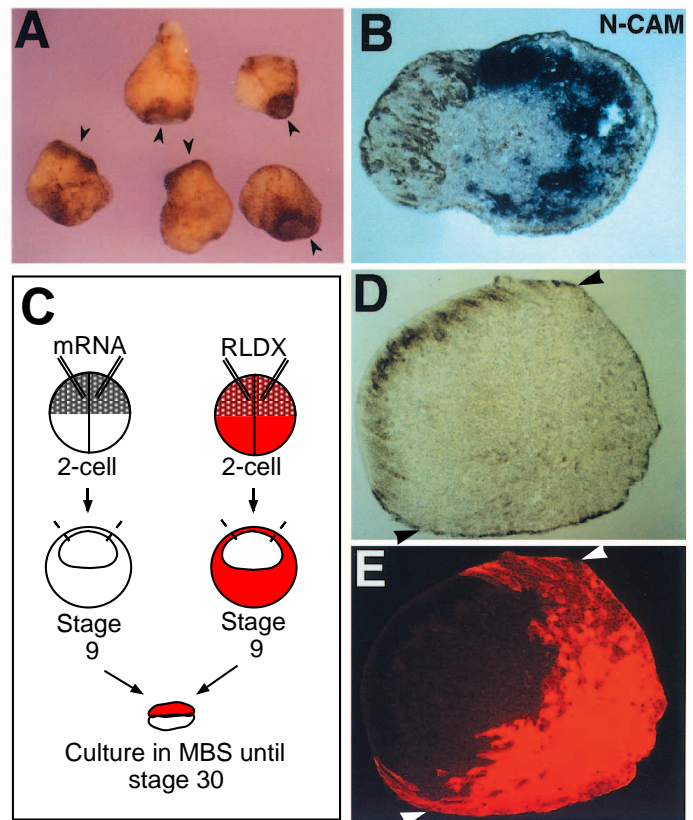 A
B
N-CAM
C
mRNA
RLDX
2-cell
2-cell
Stage
9
Stage
9
Culture in MBS until
stage 30
D
E